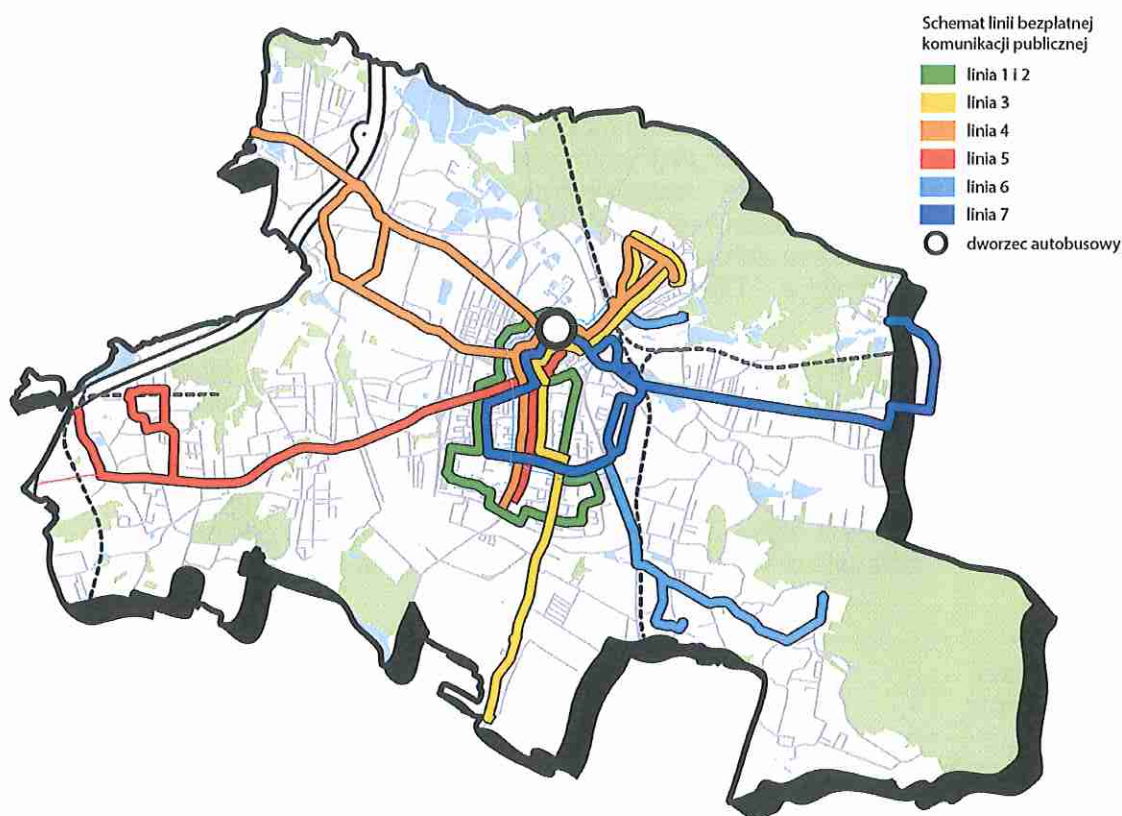 Schemat linii bezpłatnej
komunikacji publicznej
linia 1 i 2
linia 3
linia 4
linia 5
linia 6
linia 7
dworzec autobusowy